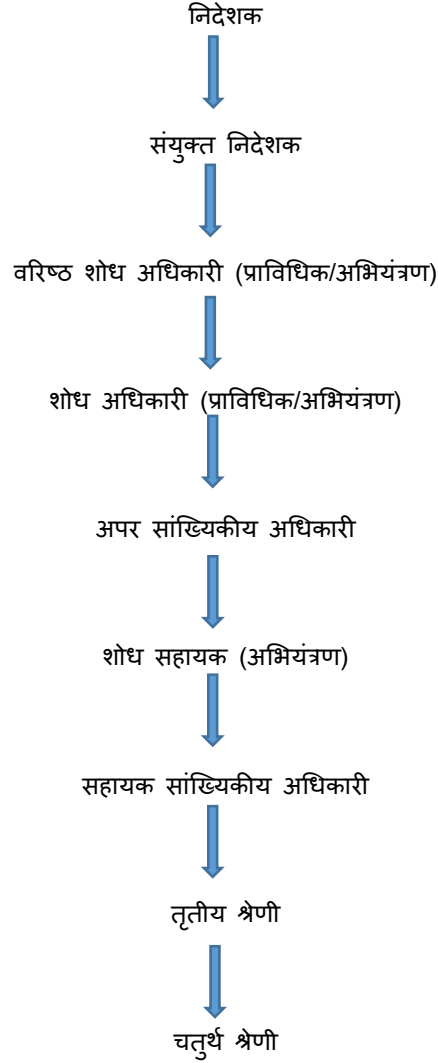 निदेशक
संयुक्त निदेशक
वरिष्ठ शोध अधिकारी (प्राविधिक/अभियंत्रण)
शोध अधिकारी (प्राविधिक/अभियंत्रण)
अपर सांख्यिकीय अधिकारी
शोध सहायक (अभियंत्रण)
सहायक सांख्यिकीय अधिकारी
तृतीय श्रेणी
चतुर्थ श्रेणी